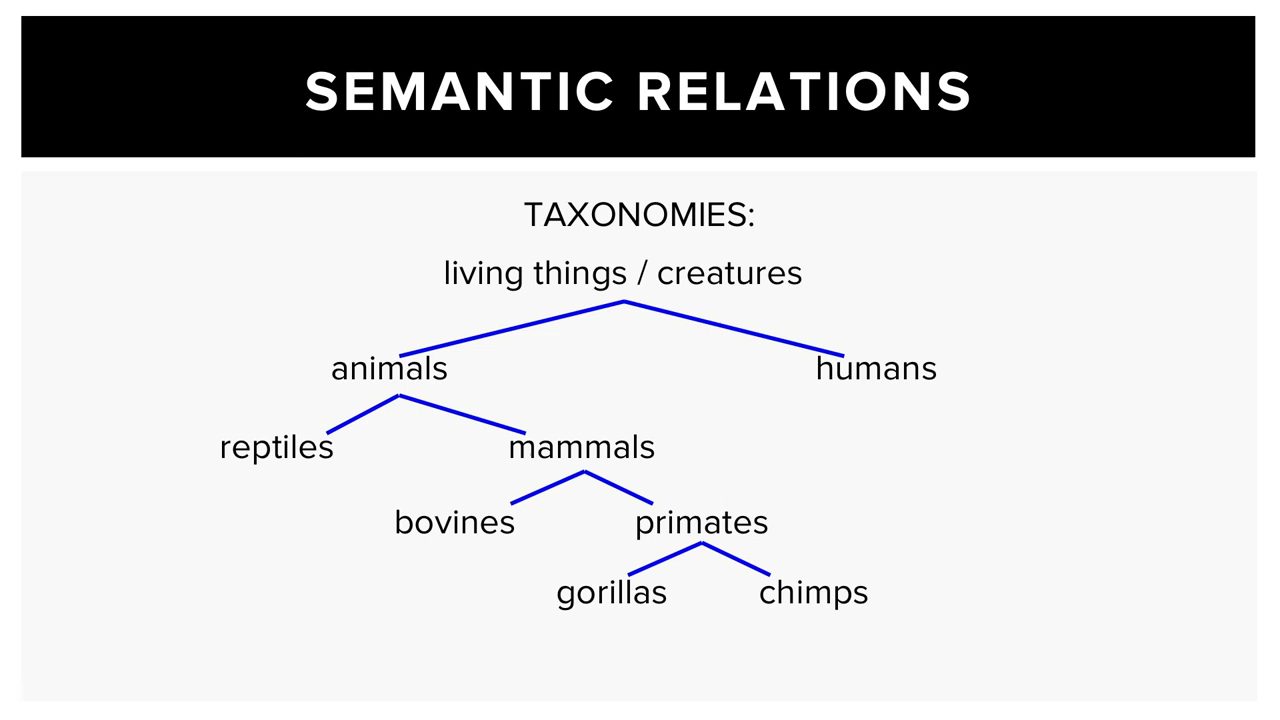 SEMANTIC RELATIONS
TAXONOMIES:
living things / creatures
animals humans
reptiles mammals
bovines primates
gorillas chimps